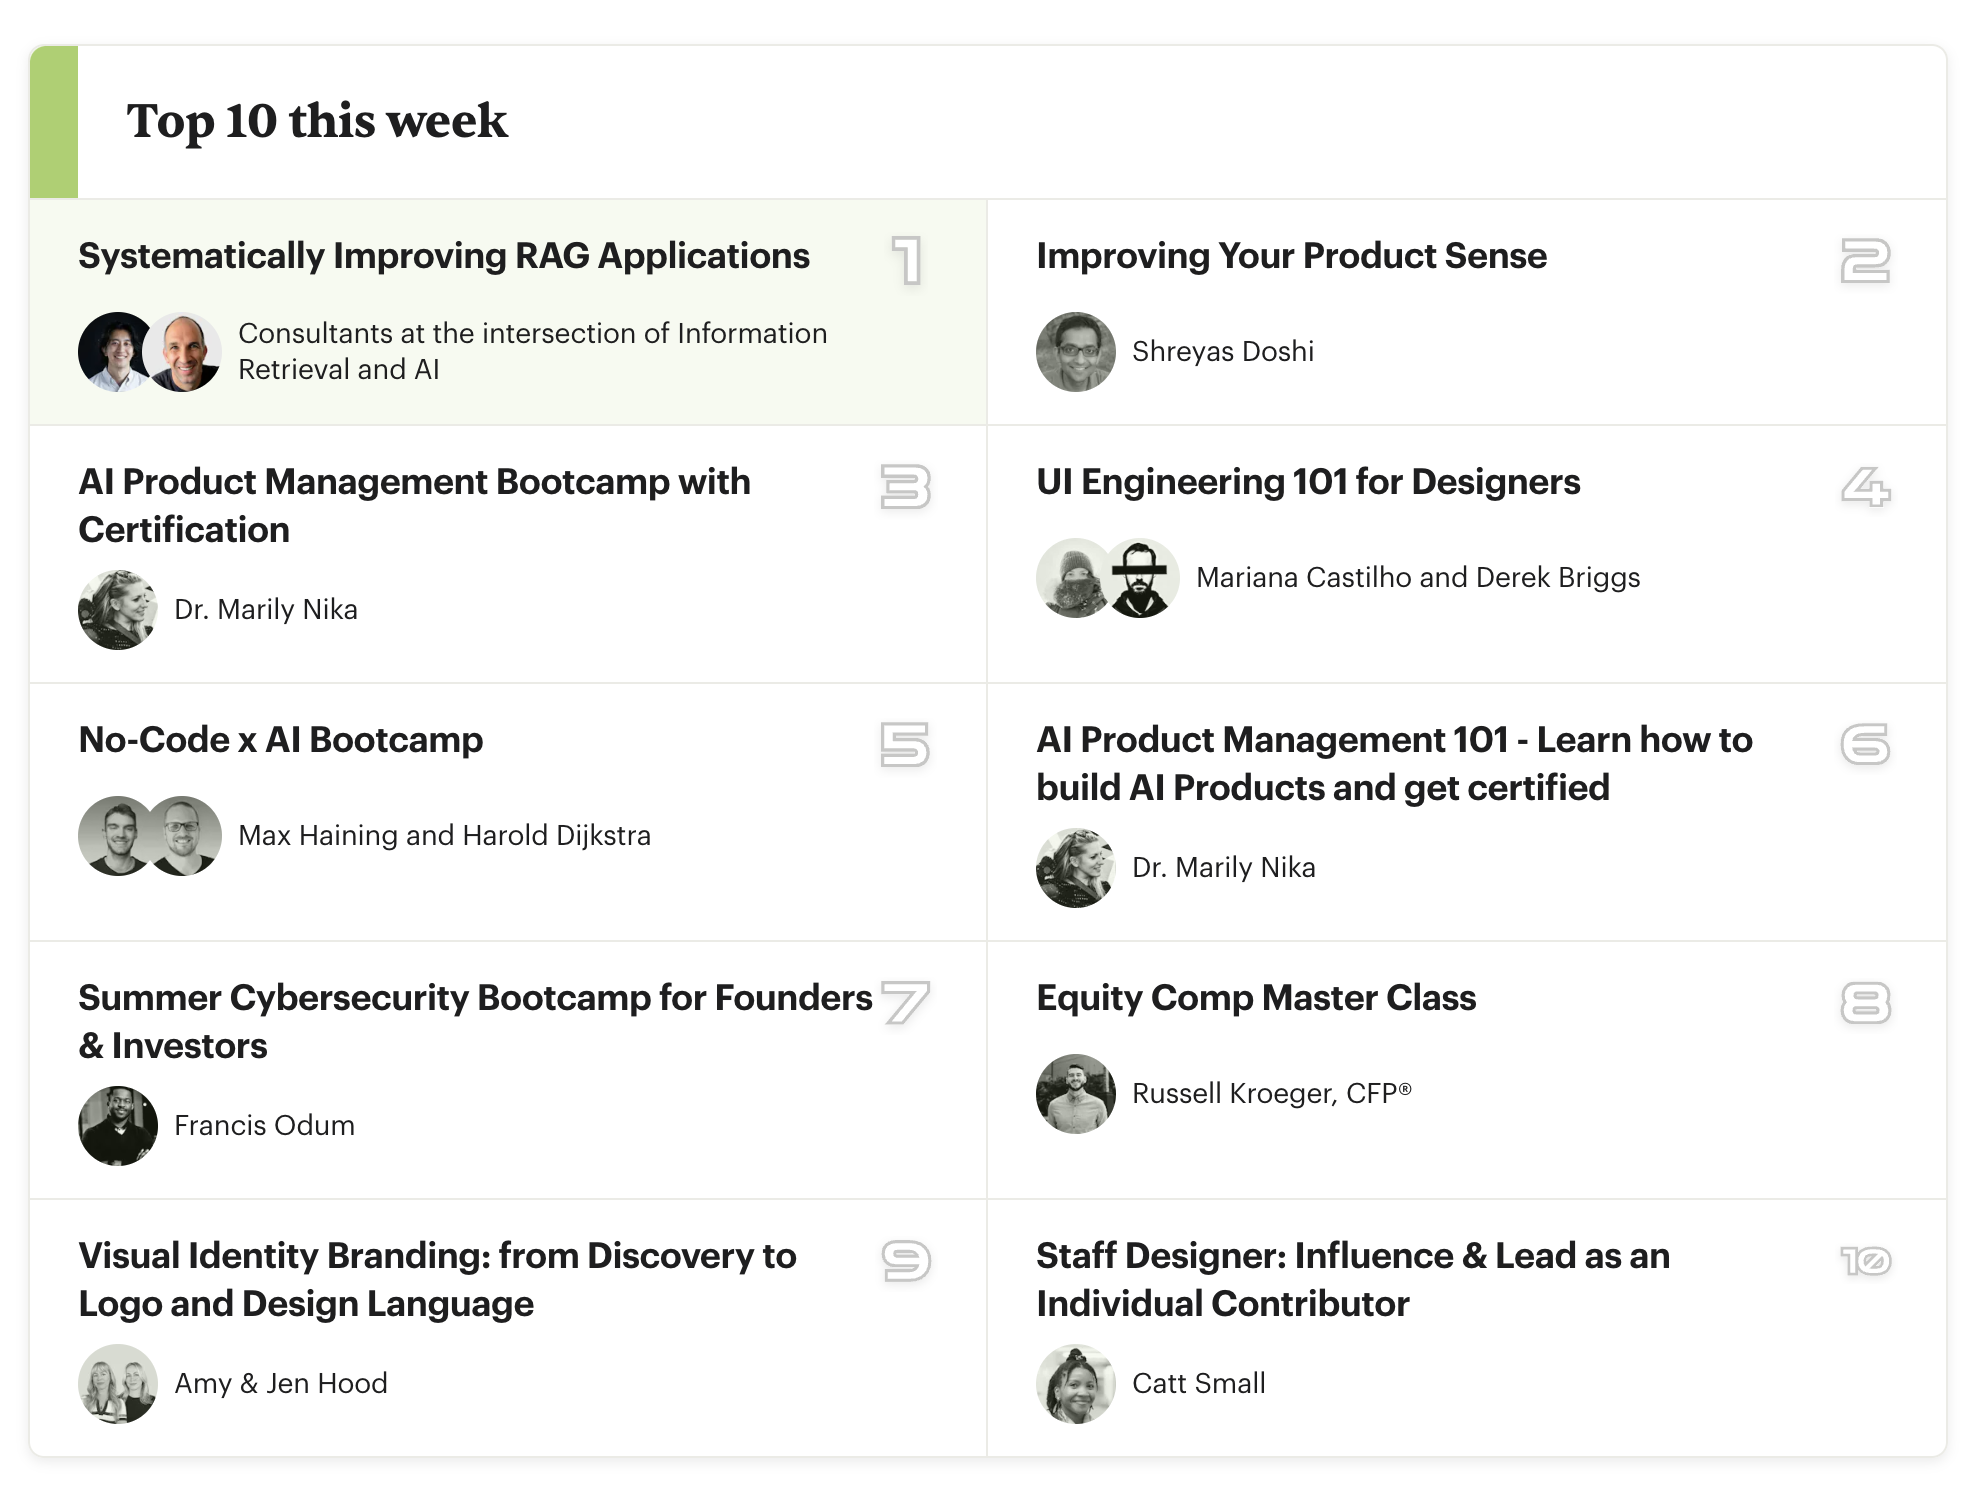 Top 10 this week
Systematically Improving RAG Applications
1
Consultants at the intersection of Information
Retrieval and AI
Improving Your Product Sense
2
Shreyas Doshi
AI Product Management Bootcamp with
Certification
3
Dr. Marily Nika
UI Engineering 101 for Designers
4
Mariana Castilho and Derek Briggs
No-Code x AI Bootcamp
5
Max Haining and Harold Dijkstra
AI Product Management 101 - Learn how to
build AI Products and get certified
6
Dr. Marily Nika
Summer Cybersecurity Bootcamp for Founders
& Investors
7
Francis Odum
Equity Comp Master Class
8
Russell Kroeger, CFP®
Visual Identity Branding: from Discovery to
Logo and Design Language
9
Amy & Jen Hood
Staff Designer: Influence & Lead as an
Individual Contributor
10
Catt Small